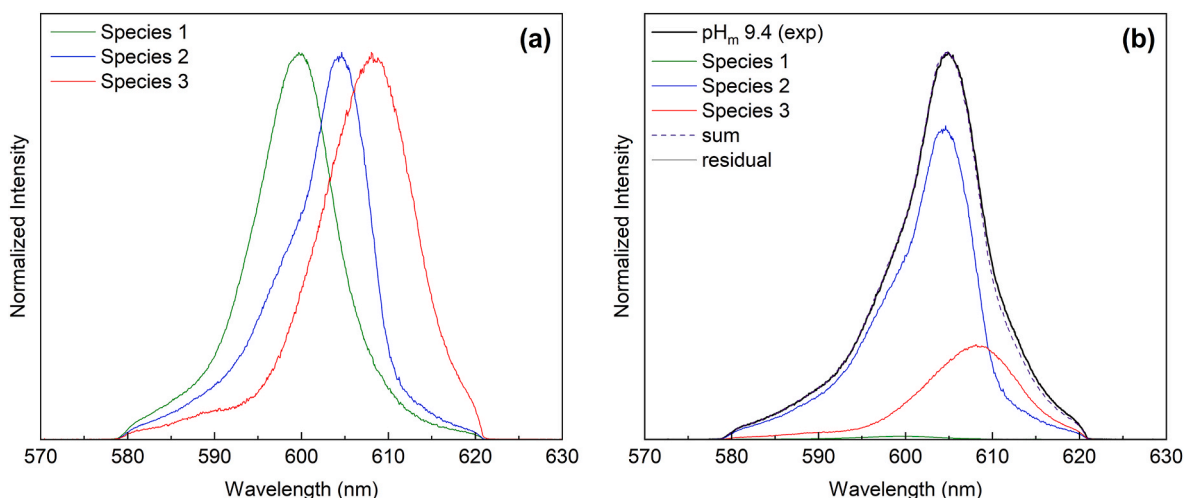 (a)
Species 1
Species 2
Species 3
Normalized Intensity
570 580 590 600 610 620 630
Wavelength (nm)
(b)
pHm 9.4 (exp)
Species 1
Species 2
Species 3
sum
residual
Normalized Intensity
570 580 590 600 610 620 630
Wavelength (nm)